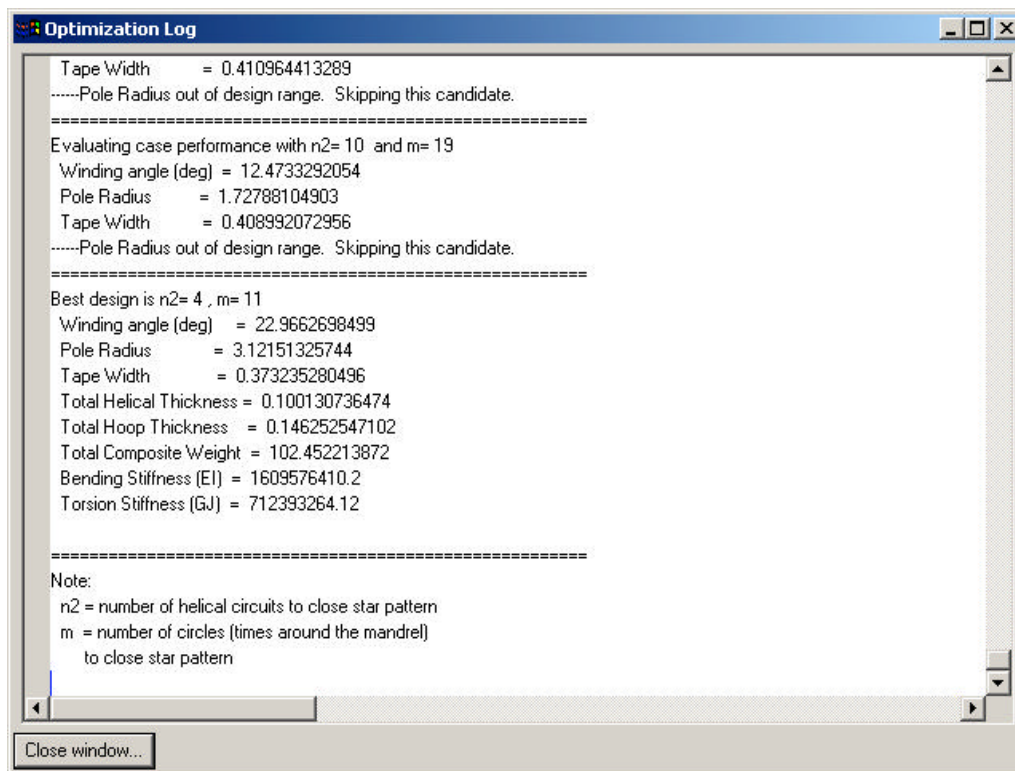 Optimization Log
Tape Width = 0.410964413289
------Pole Radius out of design range. Skipping this candidate.
========================================================
Evaluating case performance with n2= 10 and m= 19
Winding angle (deg) = 12.4733292054
Pole Radius = 1.72788104903
Tape Width = 0.408992072956
------Pole Radius out of design range. Skipping this candidate.
========================================================
Best design is n2= 4 , m= 11
Winding angle (deg) = 22.9662698499
Pole Radius = 3.12151325744
Tape Width = 0.373235280496
Total Helical Thickness = 0.100130736474
Total Hoop Thickness = 0.146252547102
Total Composite Weight = 102.452213872
Bending Stiffness (EI) = 1609576410.2
Torsion Stiffness (GJ) = 712393264.12
========================================================
Note:
n2 = number of helical circuits to close star pattern
m = number of circles (times around the mandrel)
to close star pattern
Close window...